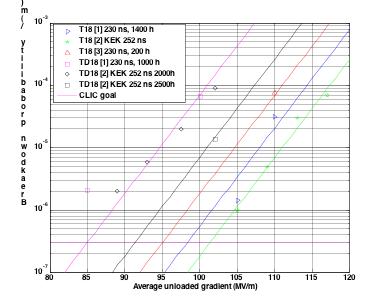 Breakdown probability (1/m)
10⁻³
T18 [1] 230 ns, 1400 h
T18 [2] KEK 252 ns
T18 [3] 230 ns, 200 h
TD18 [1] 230 ns, 1000 h
TD18 [2] KEK 252 ns 2000h
TD18 [2] KEK 252 ns 2500h
CLIC goal
10⁻⁴
10⁻⁵
10⁻⁶
10⁻⁷
80 85 90 95 100 105 110 115 120
Average unloaded gradient (MV/m)